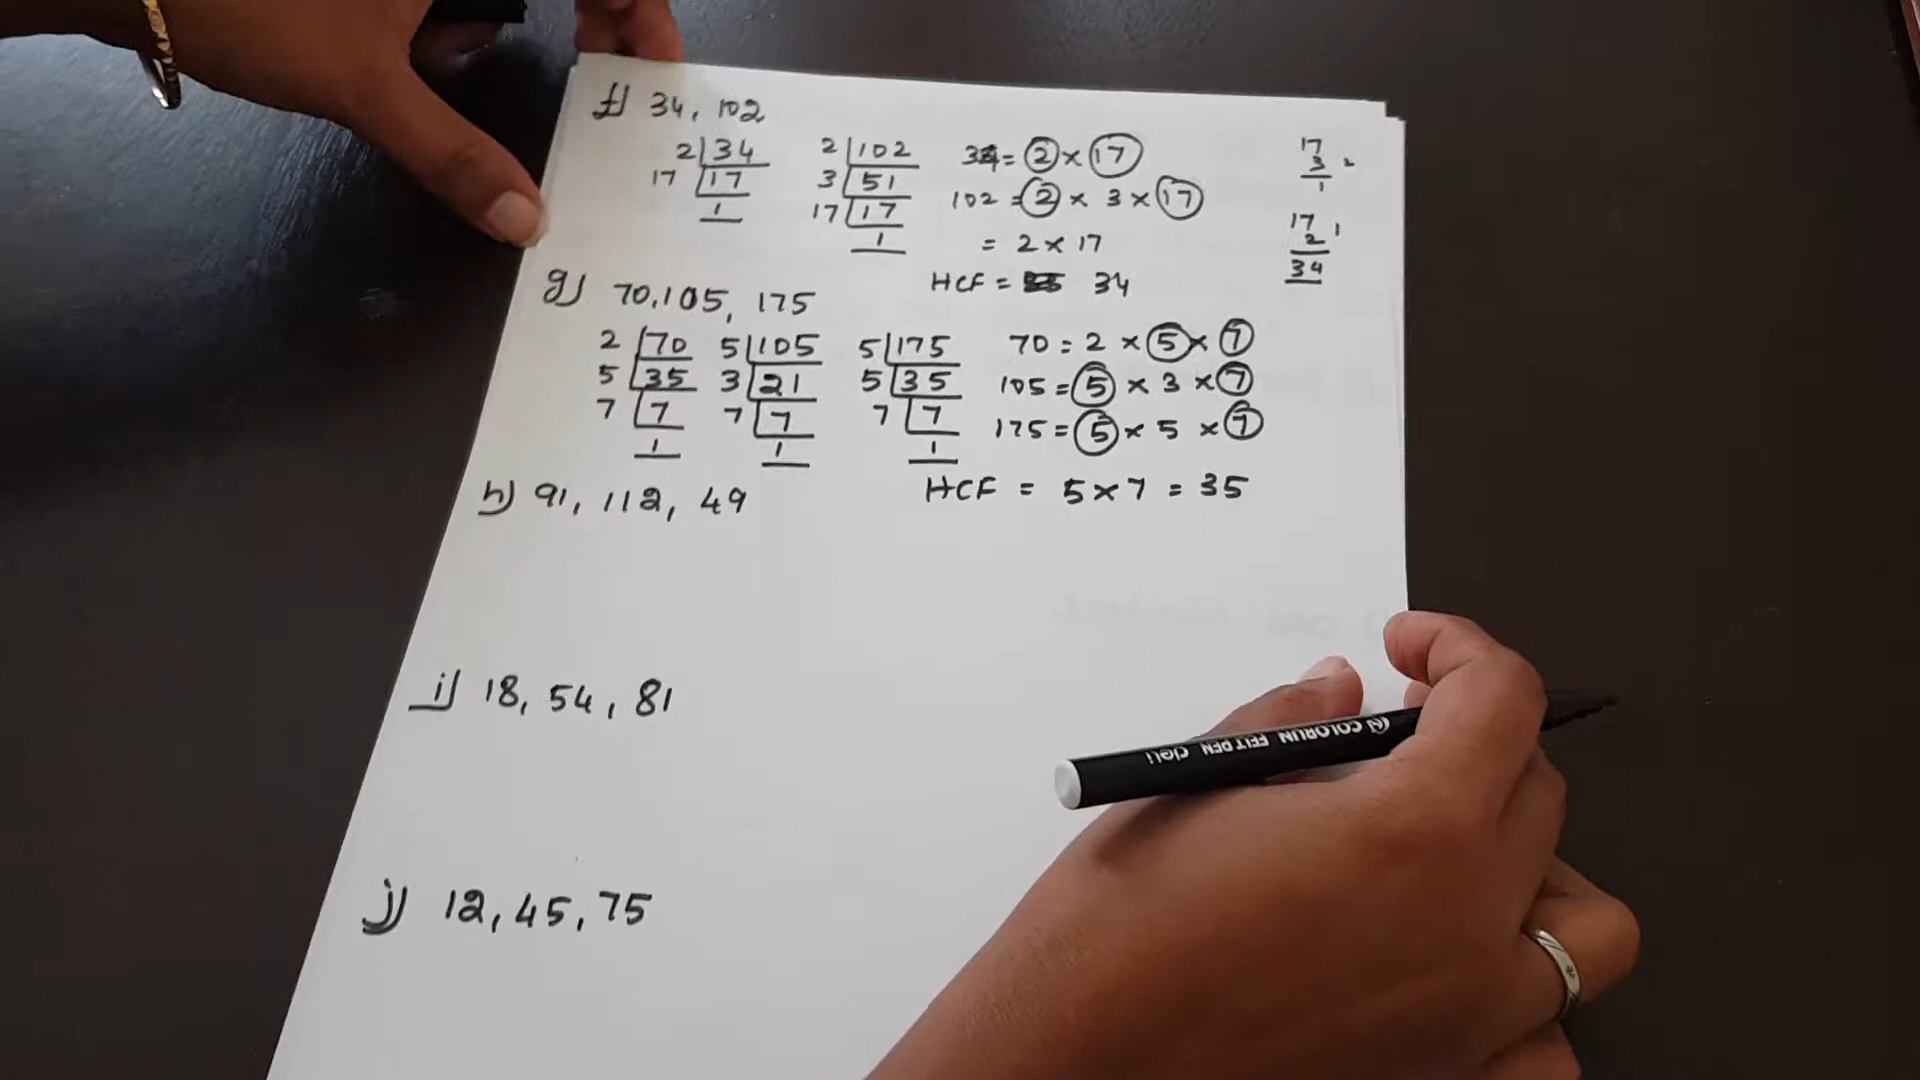 f) 34, 102
2 34
17 17
1
2 102
3 51
17 17
1
34 = 2 × 17
102 = 2 × 3 × 17
= 2 × 17
HCF = 34
17
3 2
1
17
2 1
34
g) 70, 105, 175
2 70
5 35
7 7
1
5 105
3 21
7 7
1
5 175
5 35
7 7
1
70 = 2 × 5 × 7
105 = 5 × 3 × 7
175 = 5 × 5 × 7
HCF = 5 × 7 = 35
h) 91, 112, 49
i) 18, 54, 81
j) 12, 45, 75
deli COLORUN FELT PEN